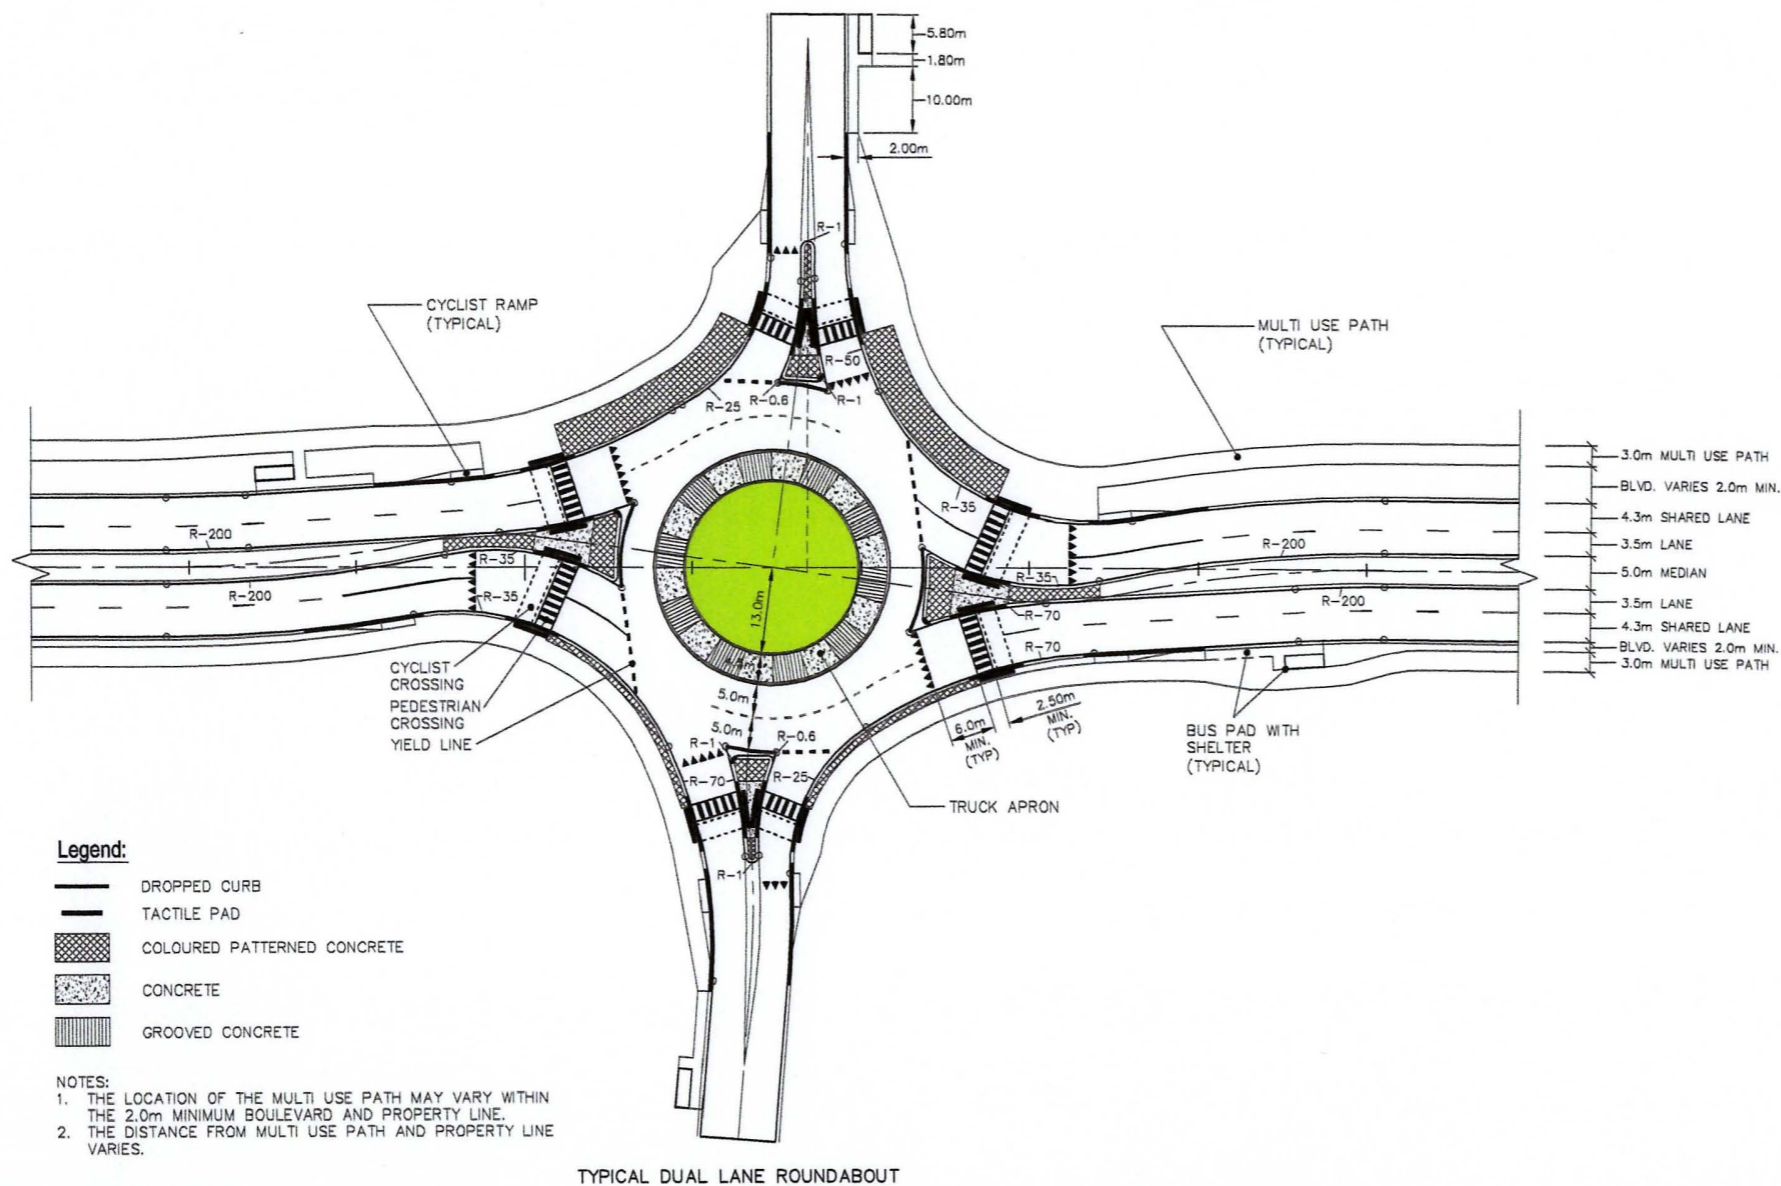 5.80m
1.80m
10.00m
2.00m
R-1
CYCLIST RAMP
(TYPICAL)
MULTI USE PATH
(TYPICAL)
R-50
R-25
R-0.6
R-1
3.0m MULTI USE PATH
BLVD. VARIES 2.0m MIN.
R-35
4.3m SHARED LANE
R-200
3.5m LANE
R-200
R-35
R-35
5.0m MEDIAN
R-200
R-35
R-200
3.5m LANE
13.0m
R-70
4.3m SHARED LANE
R-70
BLVD. VARIES 2.0m MIN.
3.0m MULTI USE PATH
CYCLIST
CROSSING
PEDESTRIAN
CROSSING
YIELD LINE
5.0m
5.0m
2.50m
MIN.
(TYP)
6.0m
MIN.
(TYP)
BUS PAD WITH
SHELTER
(TYPICAL)
R-1
R-0.6
R-70
R-25
TRUCK APRON
R-1
Legend:
DROPPED CURB
TACTILE PAD
COLOURED PATTERNED CONCRETE
CONCRETE
GROOVED CONCRETE
NOTES:
1. THE LOCATION OF THE MULTI USE PATH MAY VARY WITHIN
THE 2.0m MINIMUM BOULEVARD AND PROPERTY LINE.
2. THE DISTANCE FROM MULTI USE PATH AND PROPERTY LINE
VARIES.
TYPICAL DUAL LANE ROUNDABOUT